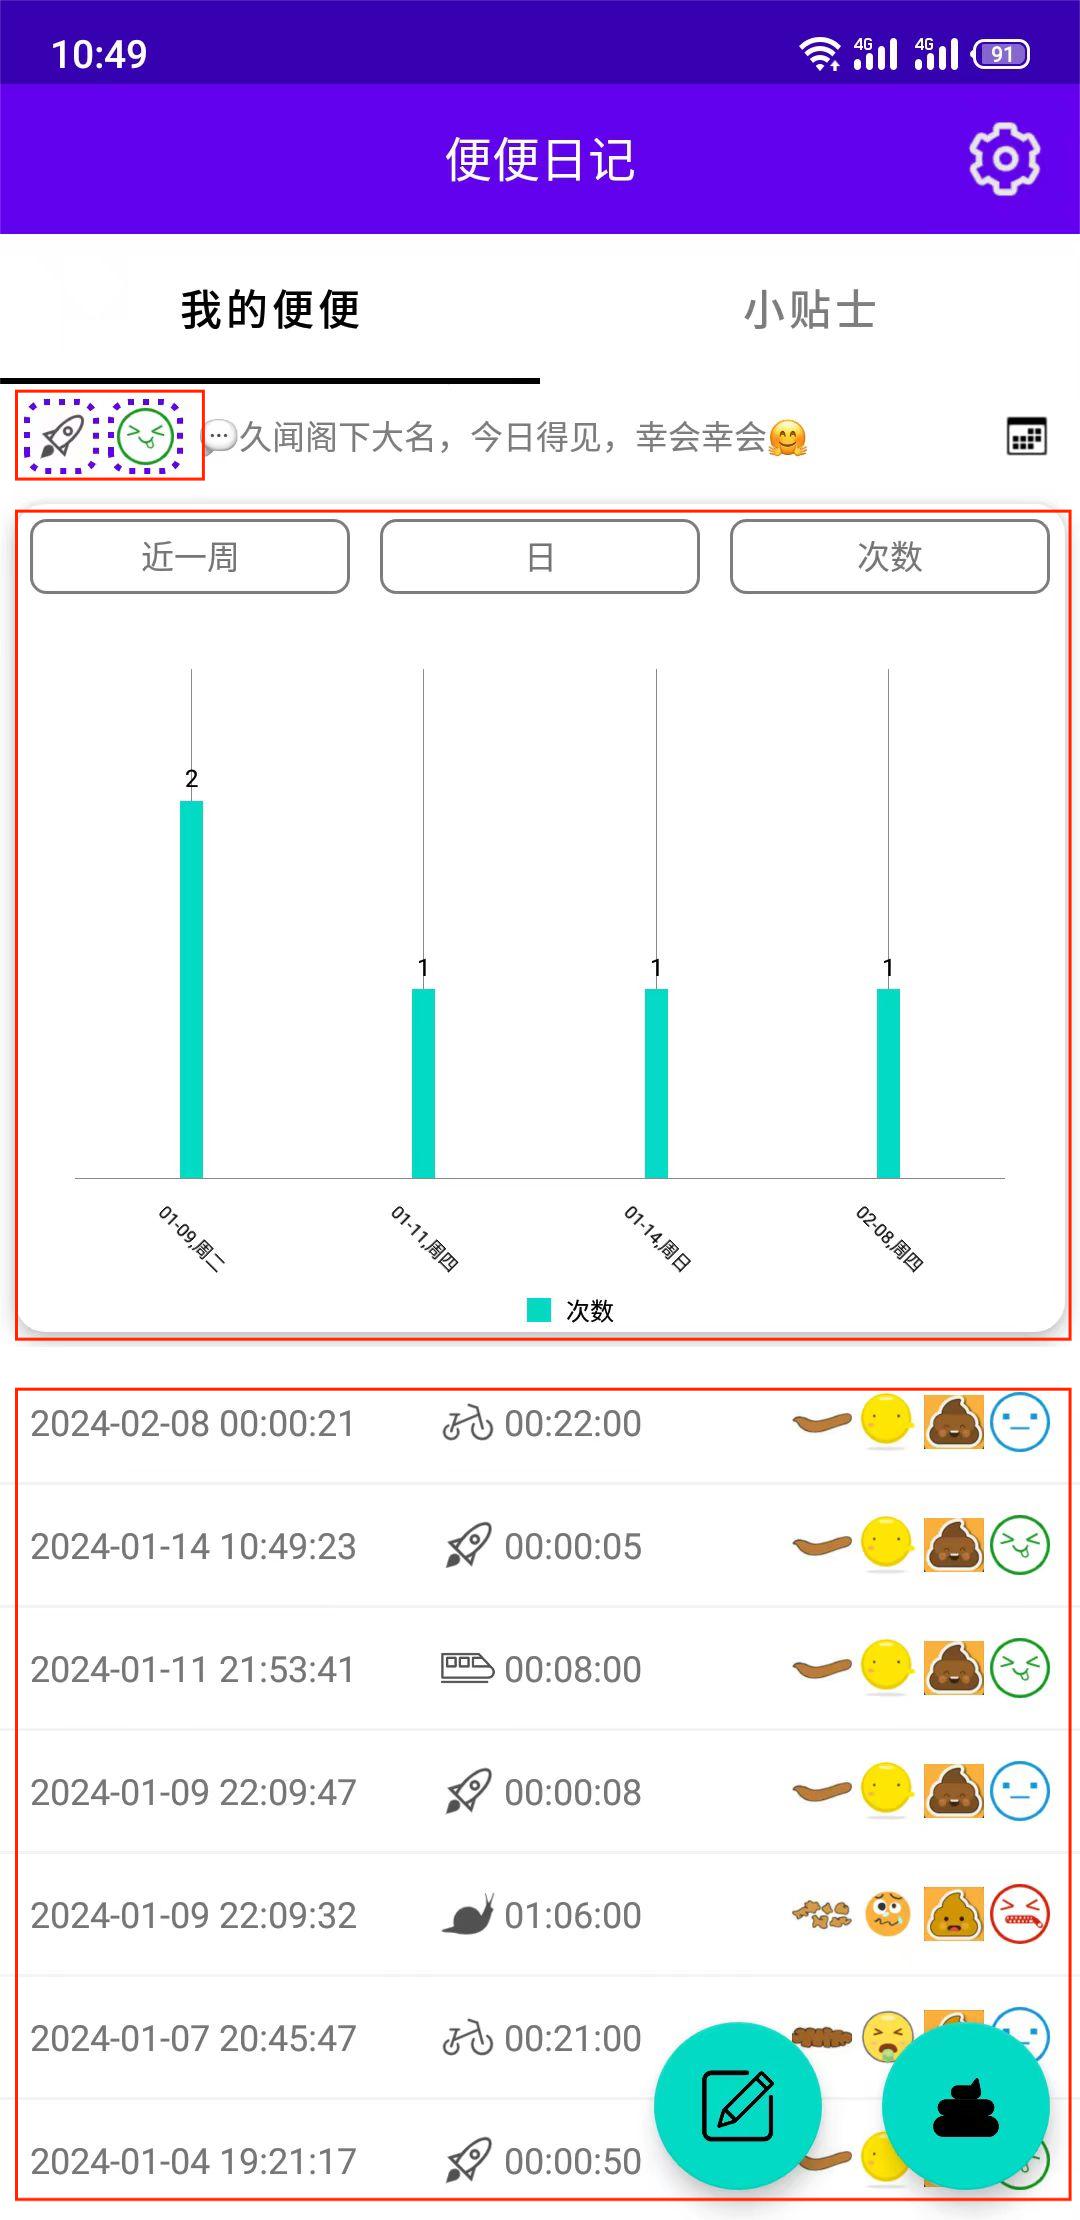 10:49
4G 4G 91
便便日记
我的便便 小贴士
久闻阁下大名，今日得见，幸会幸会
近一周 日 次数
2
1 1 1
01-09,周二 01-11,周四 01-14,周日 02-08,周四
次数
2024-02-08 00:00:21 00:22:00
2024-01-14 10:49:23 00:00:05
2024-01-11 21:53:41 00:08:00
2024-01-09 22:09:47 00:00:08
2024-01-09 22:09:32 01:06:00
2024-01-07 20:45:47 00:21:00
2024-01-04 19:21:17 00:00:50